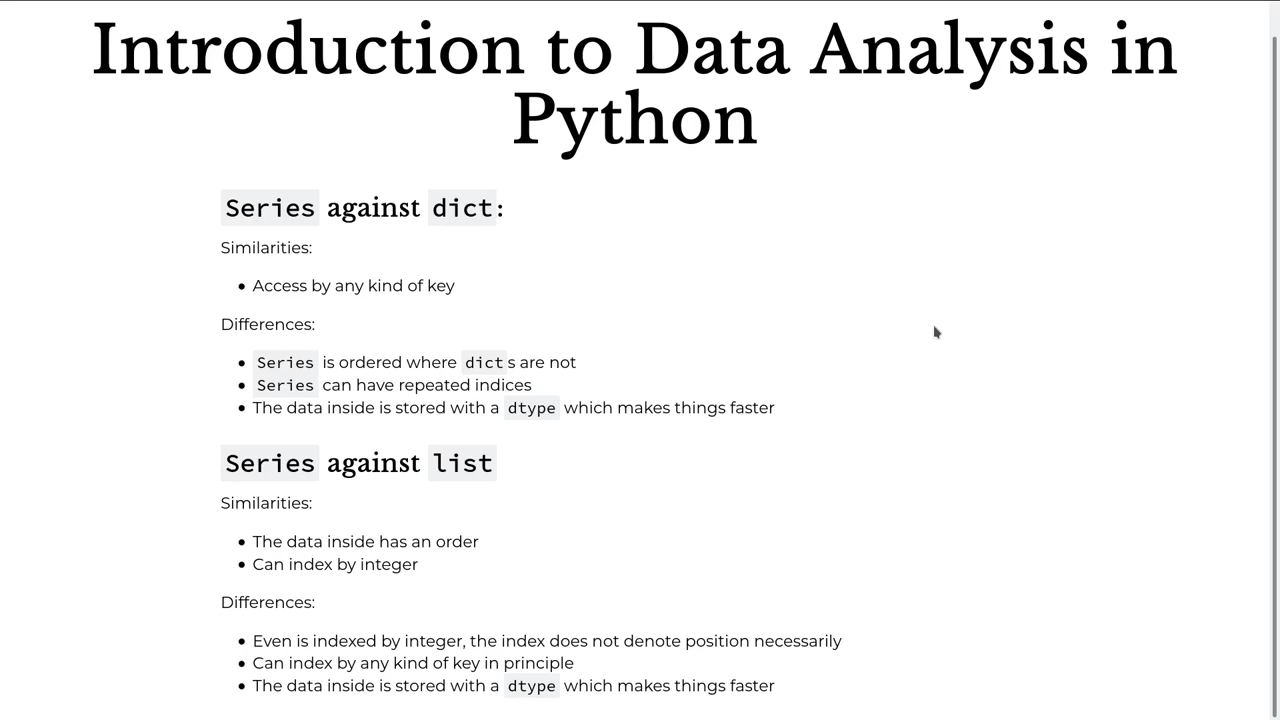 Introduction to Data Analysis in
Python
Series against dict:
Similarities:
• Access by any kind of key
Differences:
• Series is ordered where dicts are not
• Series can have repeated indices
• The data inside is stored with a dtype which makes things faster
Series against list
Similarities:
• The data inside has an order
• Can index by integer
Differences:
• Even is indexed by integer, the index does not denote position necessarily
• Can index by any kind of key in principle
• The data inside is stored with a dtype which makes things faster